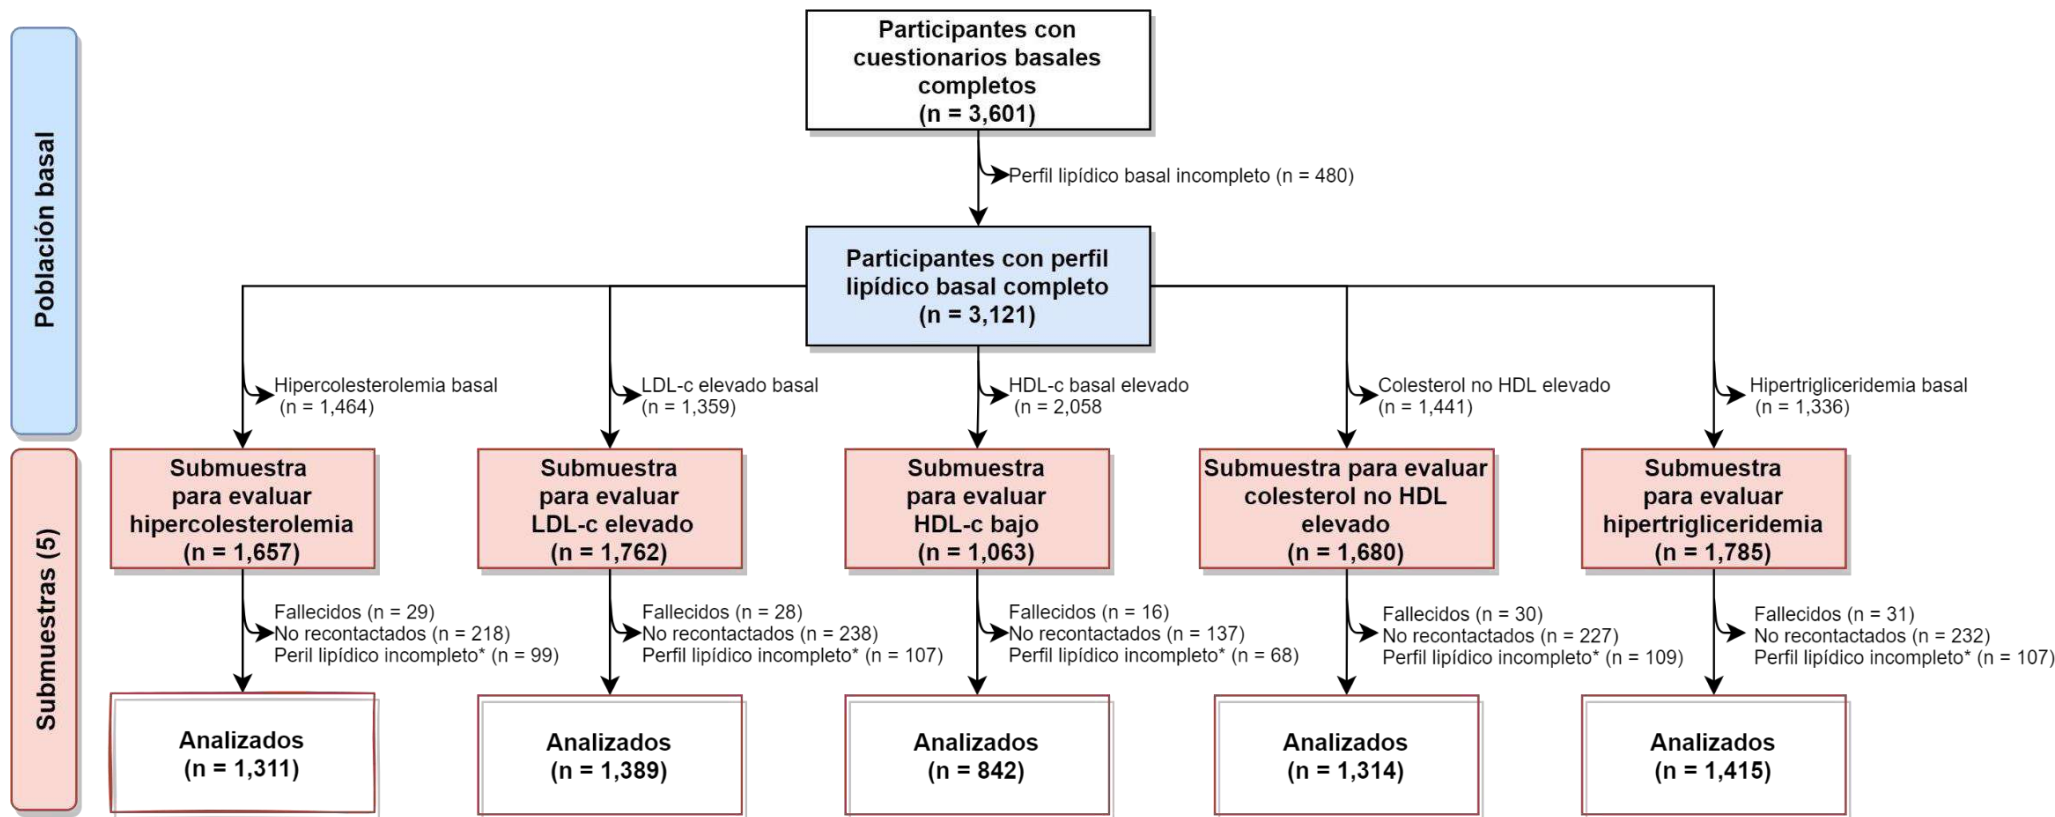 Población basal
Participantes con
cuestionarios basales
completos
(n = 3,601)
Perfil lipídico basal incompleto (n = 480)
Participantes con perfil
lipídico basal completo
(n = 3,121)
Hipercolesterolemia basal
(n = 1,464)
LDL-c elevado basal
(n = 1,359)
HDL-c basal elevado
(n = 2,058
Colesterol no HDL elevado
(n = 1,441)
Hipertrigliceridemia basal
(n = 1,336)
Submuestras (5)
Submuestra
para evaluar
hipercolesterolemia
(n = 1,657)
Submuestra
para evaluar
LDL-c elevado
(n = 1,762)
Submuestra
para evaluar
HDL-c bajo
(n = 1,063)
Submuestra para evaluar
colesterol no HDL
elevado
(n = 1,680)
Submuestra
para evaluar
hipertrigliceridemia
(n = 1,785)
Fallecidos (n = 29)
No recontactados (n = 218)
Peril lipídico incompleto* (n = 99)
Fallecidos (n = 28)
No recontactados (n = 238)
Perfil lipídico incompleto* (n = 107)
Fallecidos (n = 16)
No recontactados (n = 137)
Perfil lipídico incompleto* (n = 68)
Fallecidos (n = 30)
No recontactados (n = 227)
Perfil lipídico incompleto* (n = 109)
Fallecidos (n = 31)
No recontactados (n = 232)
Perfil lipídico incompleto* (n = 107)
Analizados
(n = 1,311)
Analizados
(n = 1,389)
Analizados
(n = 842)
Analizados
(n = 1,314)
Analizados
(n = 1,415)